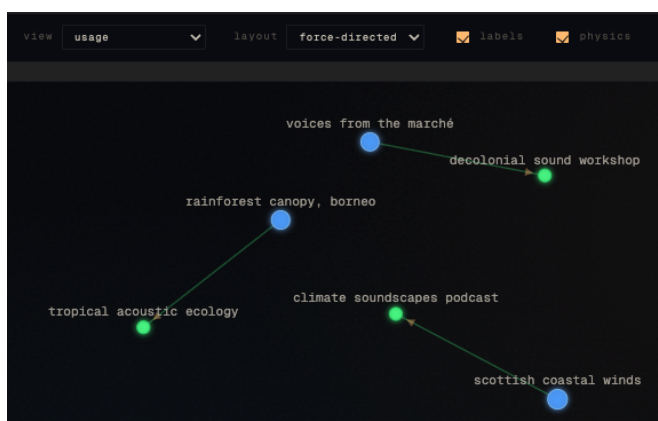 view usage layout force-directed labels physics
voices from the marché
decolonial sound workshop
rainforest canopy, borneo
climate soundscapes podcast
tropical acoustic ecology
scottish coastal winds